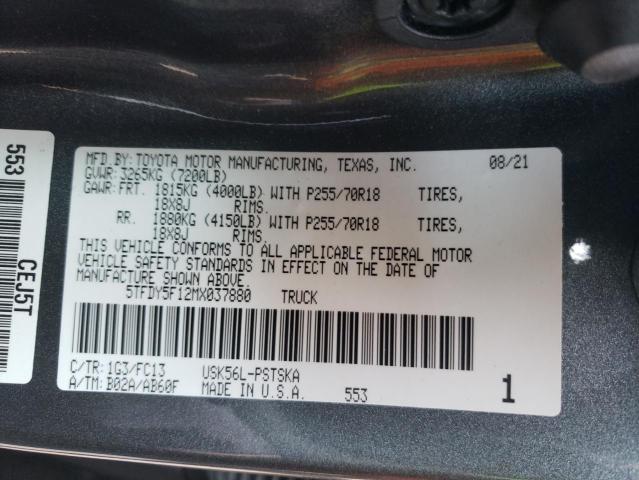 MFD.BY:TOYOTA MOTOR MANUFACTURING, TEXAS, INC. 08/21
GVWR:3265KG (7200LB)
GAWR:FRT. 1815KG (4000LB) WITH P255/70R18 TIRES,
18X8J RIMS.
RR. 1880KG (4150LB) WITH P255/70R18 TIRES,
18X8J RIMS.
THIS VEHICLE CONFORMS TO ALL APPLICABLE FEDERAL MOTOR
VEHICLE SAFETY STANDARDS IN EFFECT ON THE DATE OF
MANUFACTURE SHOWN ABOVE.
5TFDY5F12MX037880 TRUCK
C/TR:1G3/FC13 USK56L-PSTSKA
A/TM:B02A/AB60F MADE IN U.S.A. 553
1
553
CEJ5T